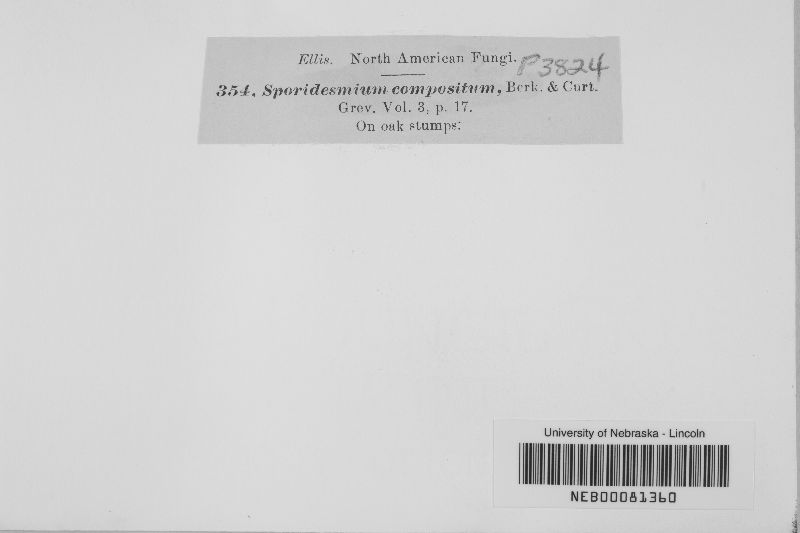 Ellis. North American Fungi. P3824
354. Sporidesmium compositum, Berk. & Curt.
Grev. Vol. 3, p. 17.
On oak stumps:
University of Nebraska - Lincoln
NEB00081360